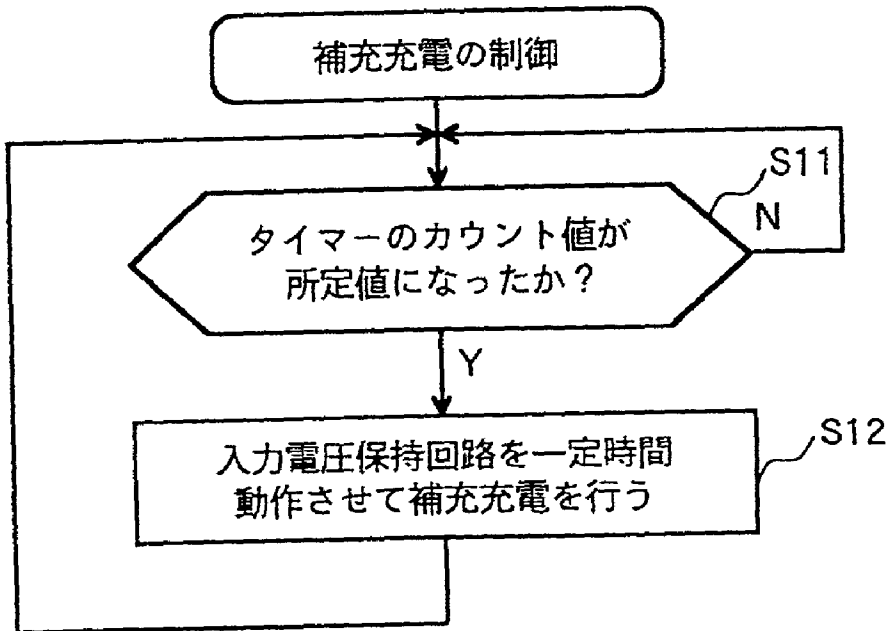 補充充電の制御
S11
N
タイマーのカウント値が
所定値になったか？
Y
S12
入力電圧保持回路を一定時間
動作させて補充充電を行う